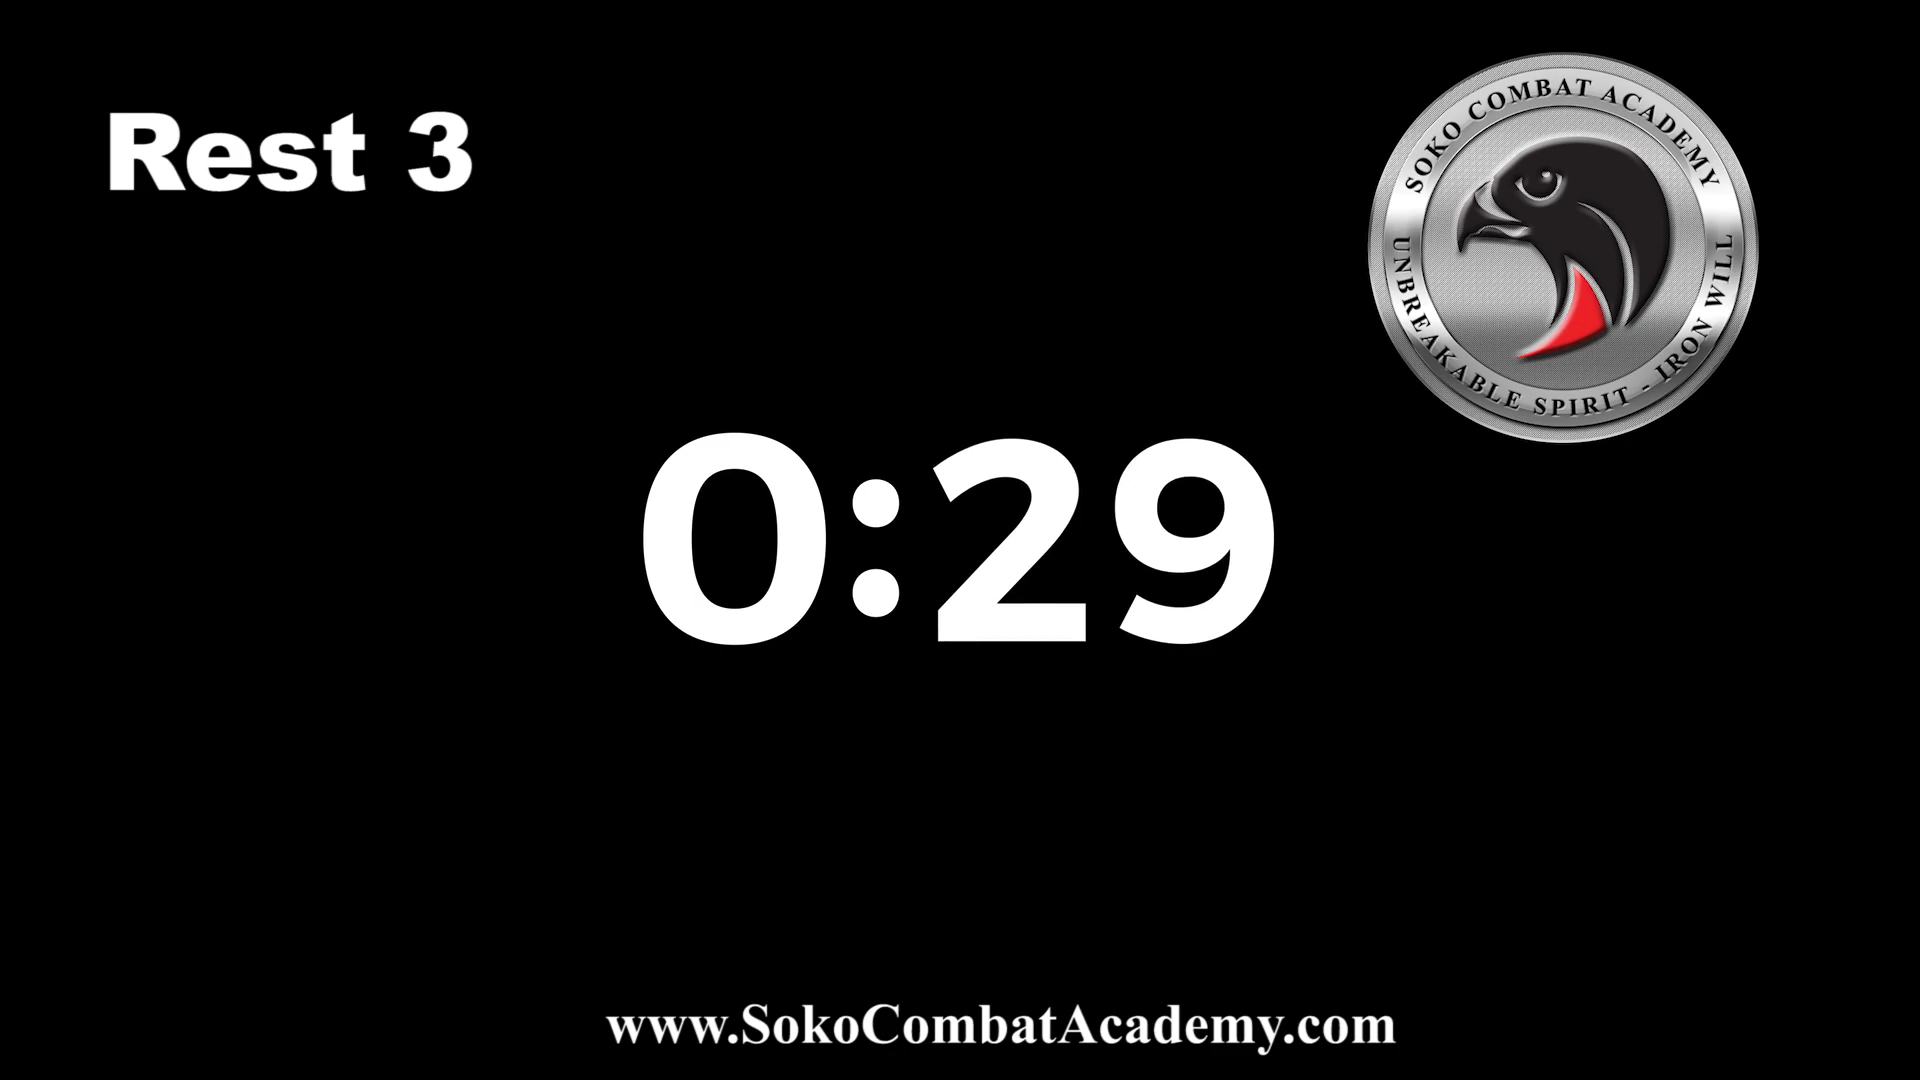 Rest 3
SOKO COMBAT ACADEMY
UNBREAKABLE SPIRIT - IRON WILL
0:29
www.SokoCombatAcademy.com